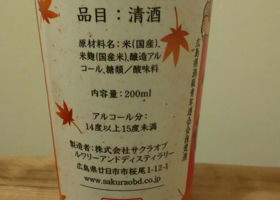 品目：清酒
原材料名：米(国産)、
米麹(国産米)、醸造アル
コール、糖類／酸味料
内容量：200ml
アルコール分：
14度以上15度未満
製造者：株式会社サクラオブ
ルワリーアンドディスティラリー
広島県廿日市市桜尾1-12-1
www.sakuraobd.co.jp